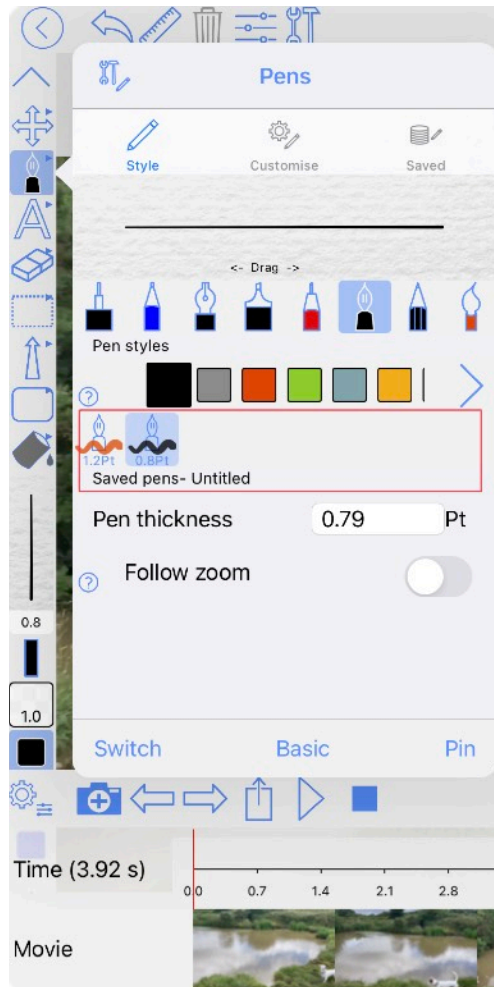 Pens
Style
Customise
Saved
<- Drag ->
Pen styles
1.2Pt
0.8Pt
Saved pens- Untitled
Pen thickness
0.79
Pt
Follow zoom
0.8
1.0
Switch
Basic
Pin
Time (3.92 s)
0.0
0.7
1.4
2.1
2.8
Movie